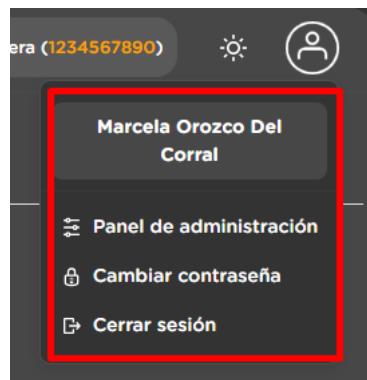 era (1234567890)
Marcela Orozco Del
Corral
Panel de administración
Cambiar contraseña
Cerrar sesión